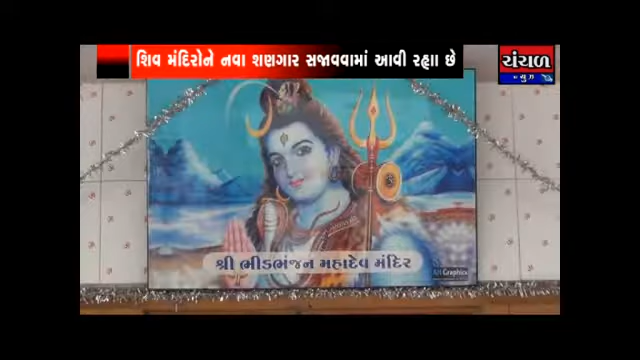 શિવ મંદિરોને નવા શણગાર સજાવવામાં આવી રહ્યા છે
ચંચળ
ન્યુઝ
શ્રી ભીડભંજન મહાદેવ મંદિર
Graphics